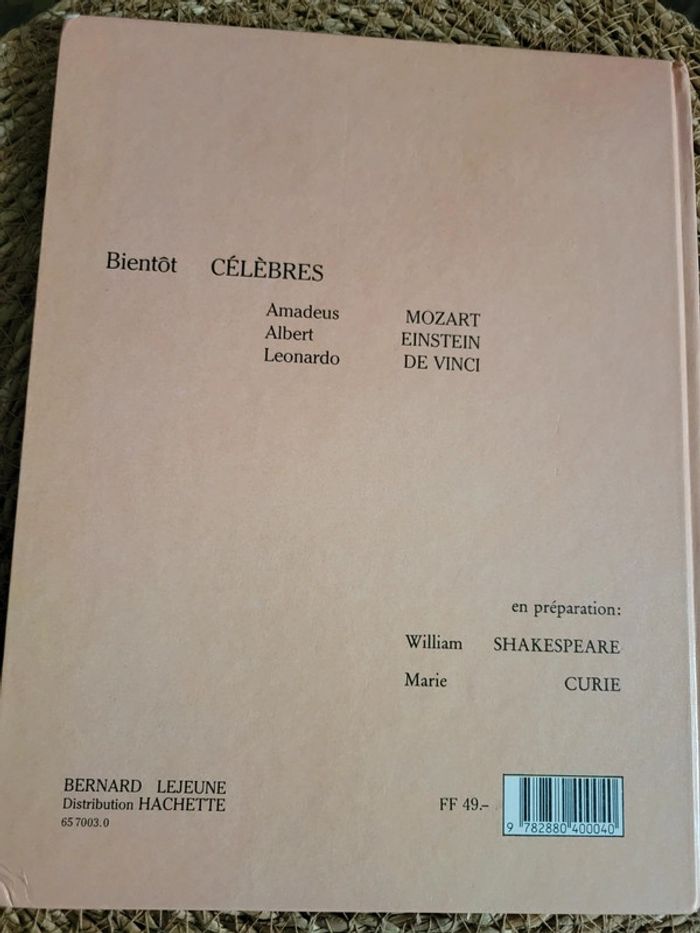 Bientôt CÉLÈBRES
Amadeus MOZART
Albert EINSTEIN
Leonardo DE VINCI
en préparation:
William SHAKESPEARE
Marie CURIE
BERNARD LEJEUNE
Distribution HACHETTE
65 7003.0
FF 49.–
9 782880 400040